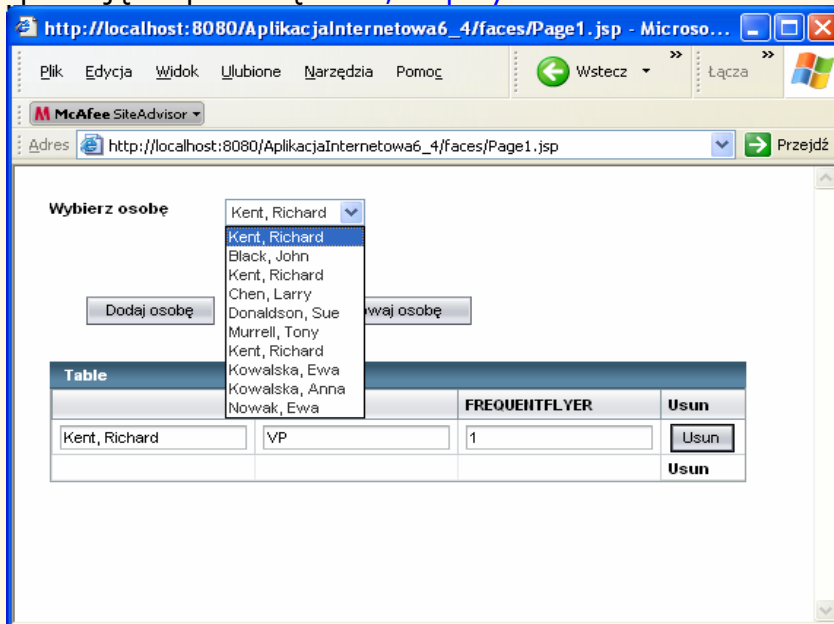 http://localhost:8080/AplikacjaInternetowa6_4/faces/Page1.jsp - Microso...
Plik Edycja Widok Ulubione Narzędzia Pomoc Wstecz » Łącza »
McAfee SiteAdvisor
Adres http://localhost:8080/AplikacjaInternetowa6_4/faces/Page1.jsp Przejdź
Wybierz osobę Kent, Richard
Kent, Richard
Black, John
Kent, Richard
Chen, Larry
Donaldson, Sue
Murrell, Tony
Kent, Richard
Kowalska, Ewa
Kowalska, Anna
Nowak, Ewa
Dodaj osobę waj osobę
Table
FREQUENTFLYER Usun
Kent, Richard VP 1 Usun
Usun